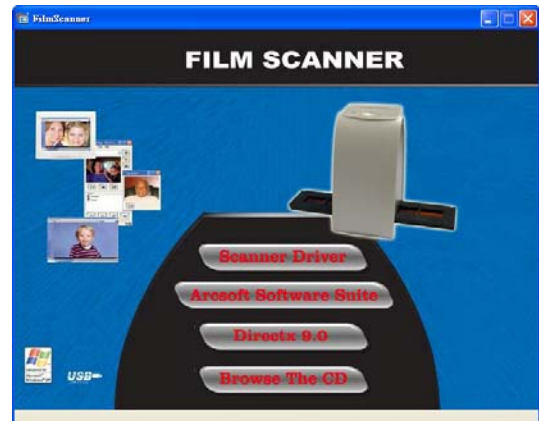 FilmScanner
FILM SCANNER
Scanner Driver
Arcsoft Software Suite
Directx 9.0
Browse The CD
USB